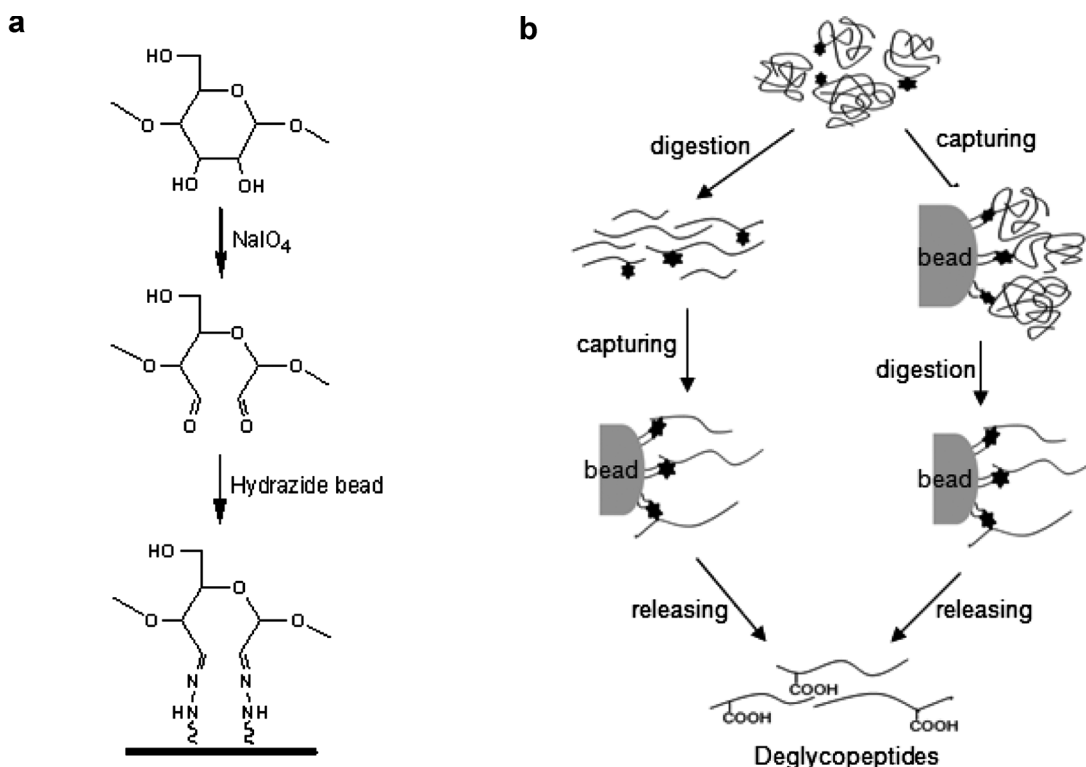 a
HO
O
O
O
HO
OH
NaIO4
HO
O
O
O
O
O
Hydrazide bead
HO
O
O
O
N
N
HN
NH
b
digestion
capturing
bead
capturing
digestion
bead
bead
releasing
releasing
COOH
COOH
COOH
Deglycopeptides